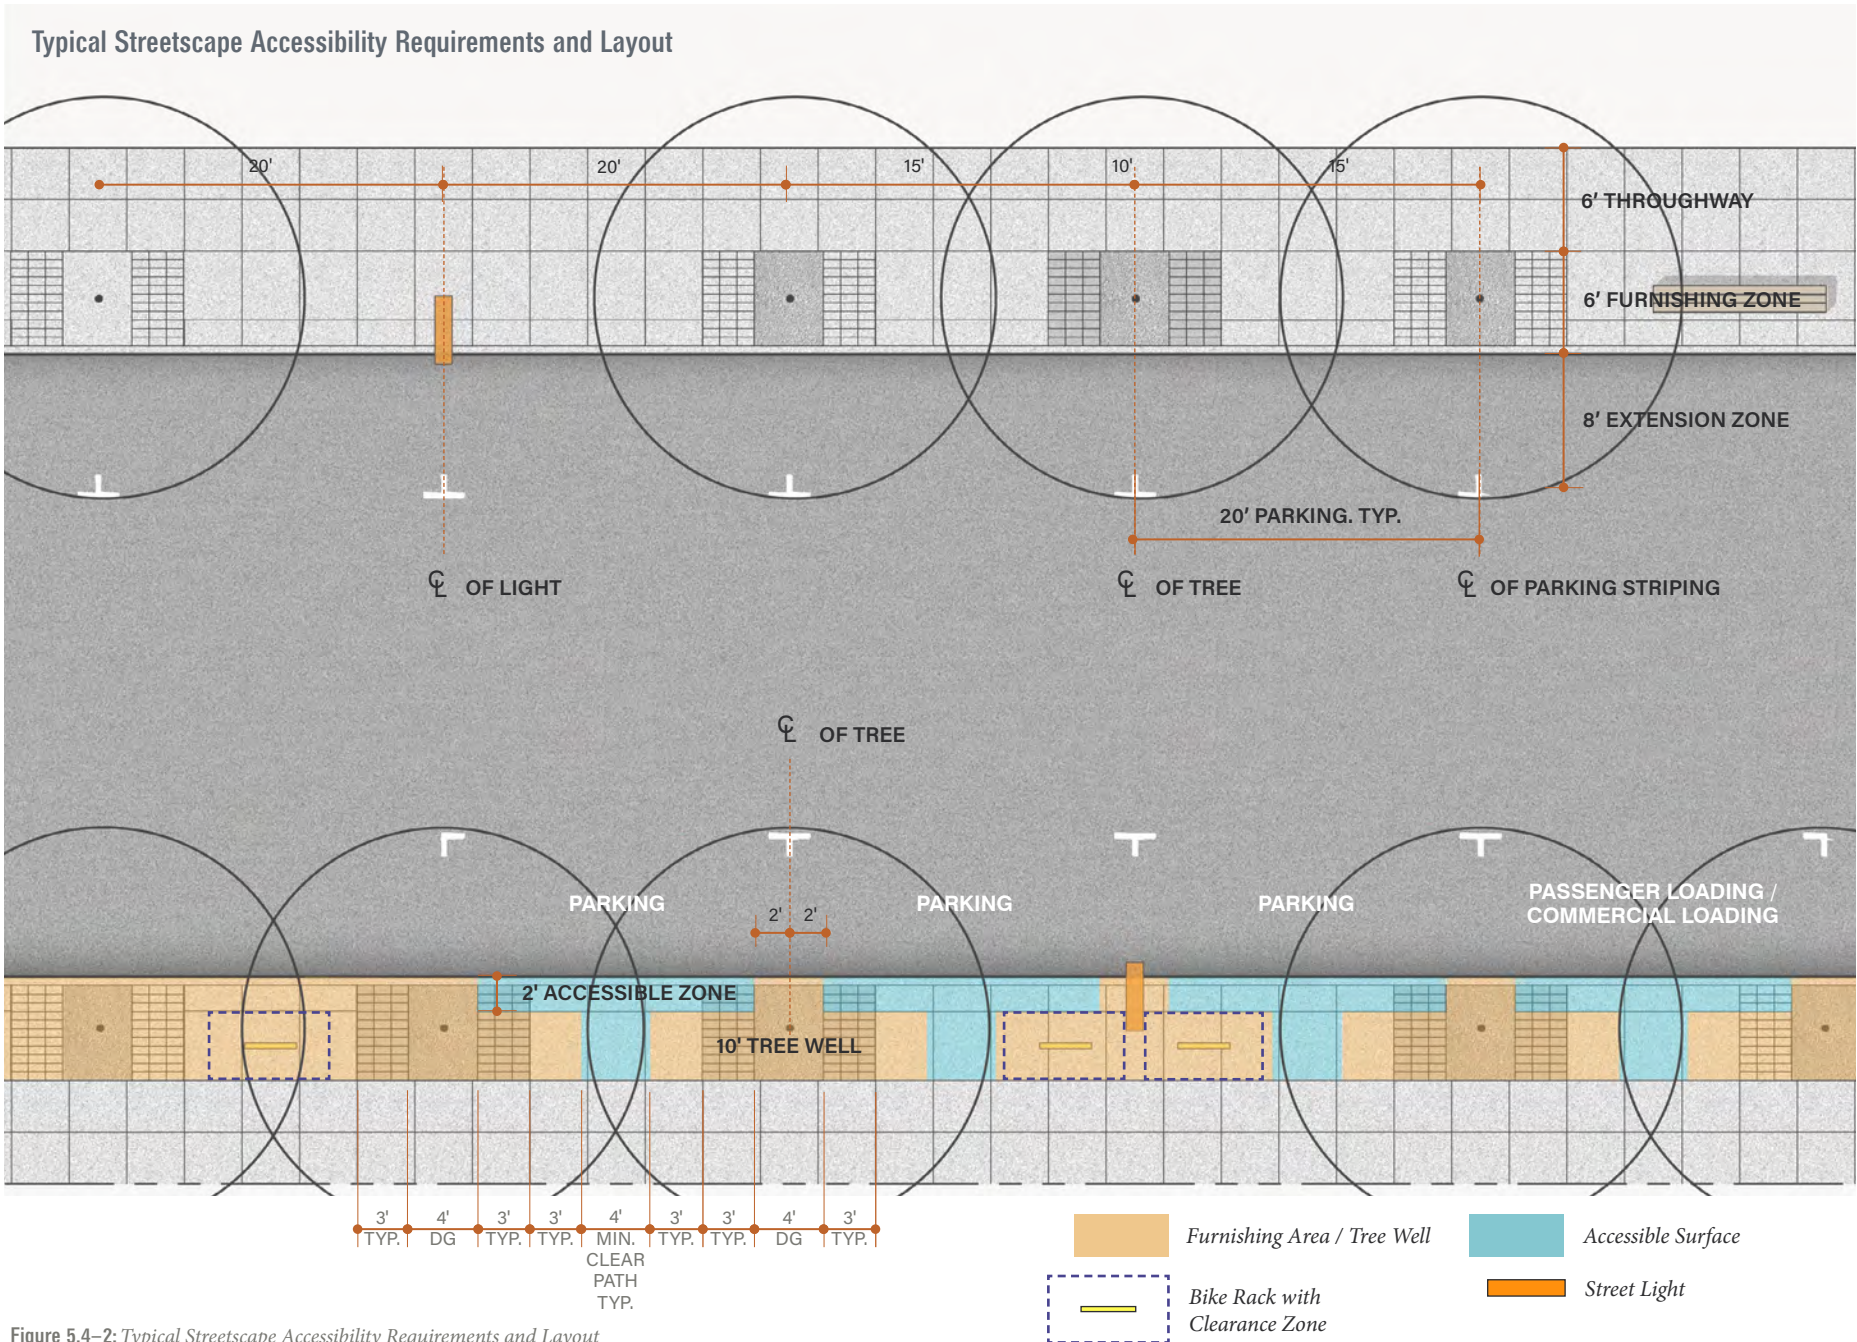 Typical Streetscape Accessibility Requirements and Layout
20'
20'
15'
10'
15'
6' THROUGHWAY
6' FURNISHING ZONE
8' EXTENSION ZONE
20' PARKING. TYP.
℄ OF LIGHT
℄ OF TREE
℄ OF PARKING STRIPING
℄ OF TREE
PARKING
PARKING
PARKING
PASSENGER LOADING /
COMMERCIAL LOADING
2' 2'
2' ACCESSIBLE ZONE
10' TREE WELL
3' 4' 3' 3' 4' 3' 3' 4' 3'
TYP. DG TYP. TYP. MIN. TYP. TYP. DG TYP.
CLEAR
PATH
TYP.
Furnishing Area / Tree Well
Accessible Surface
Bike Rack with
Clearance Zone
Street Light
Figure 5.4–2: Typical Streetscape Accessibility Requirements and Layout